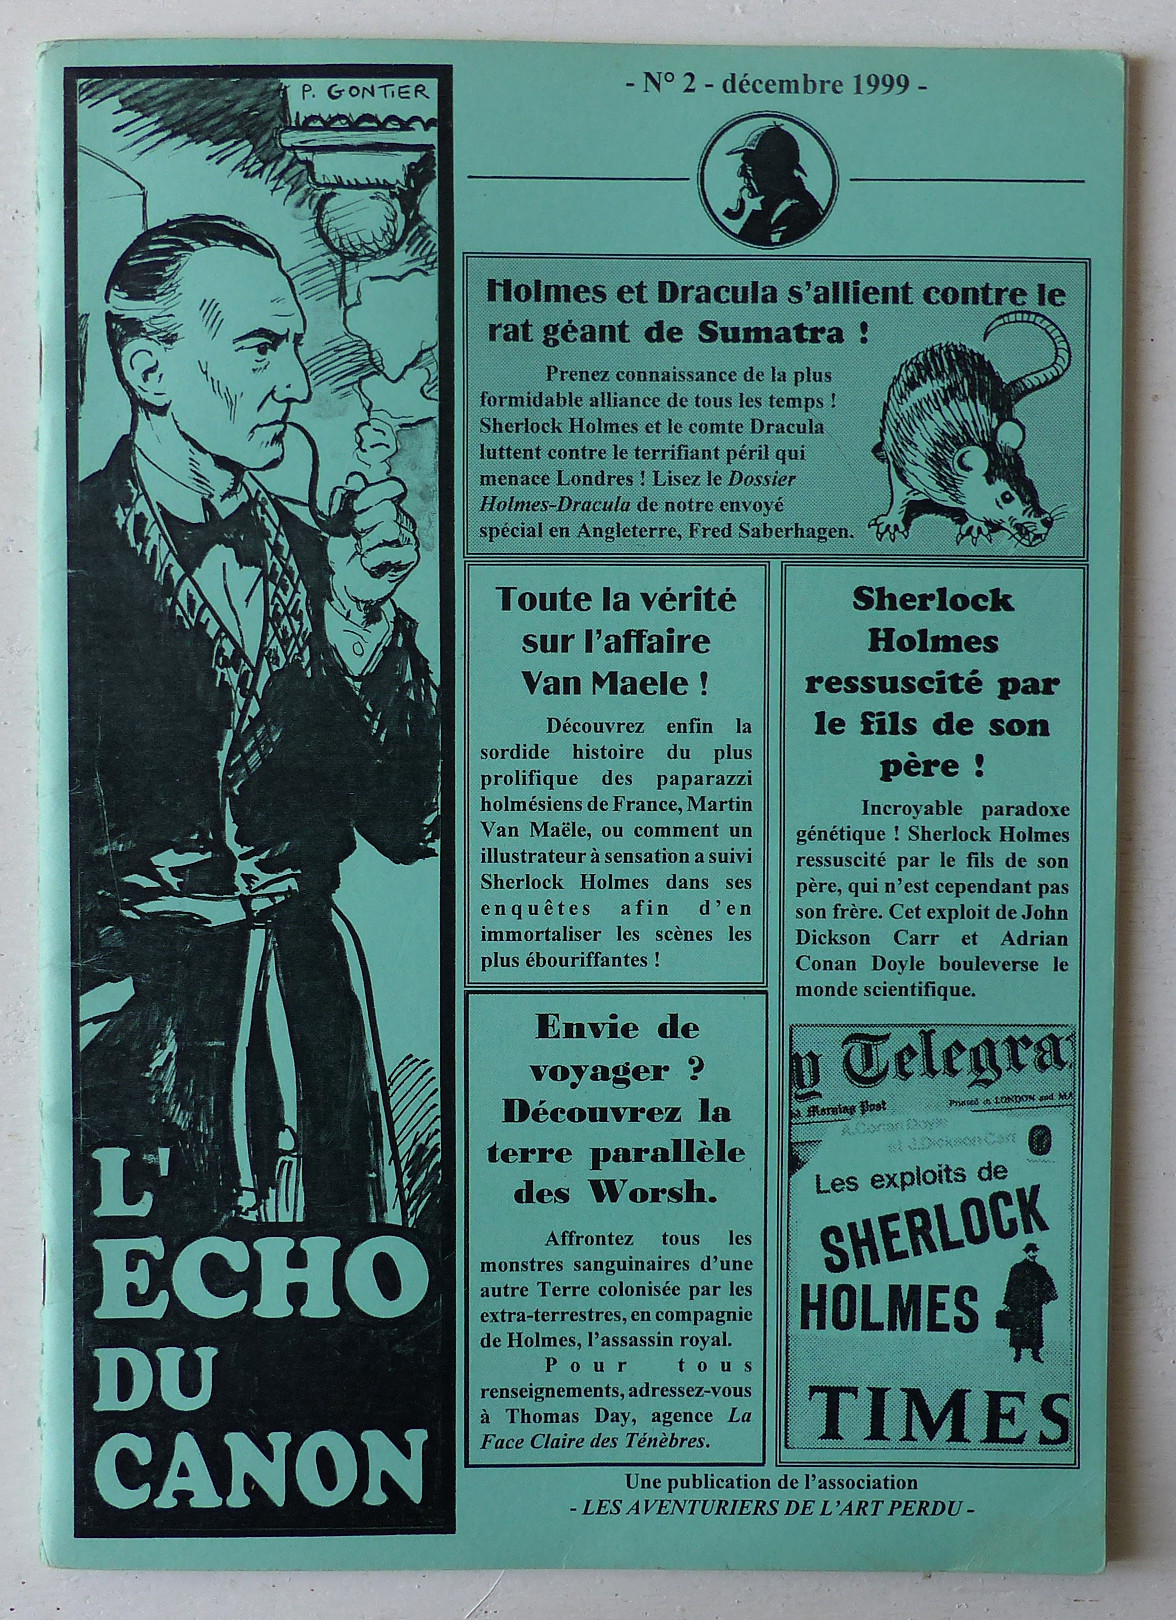 P. GONTIER
L'
ECHO
DU
CANON
- N° 2 - décembre 1999 -
Holmes et Dracula s'allient contre le
rat géant de Sumatra !
Prenez connaissance de la plus
formidable alliance de tous les temps !
Sherlock Holmes et le comte Dracula
luttent contre le terrifiant péril qui
menace Londres ! Lisez le Dossier
Holmes-Dracula de notre envoyé
spécial en Angleterre, Fred Saberhagen.
Toute la vérité
sur l'affaire
Van Maele !
Découvrez enfin la
sordide histoire du plus
prolifique des paparazzi
holmésiens de France, Martin
Van Maële, ou comment un
illustrateur à sensation a suivi
Sherlock Holmes dans ses
enquêtes afin d'en
immortaliser les scènes les
plus ébouriffantes !
Envie de
voyager ?
Découvrez la
terre parallèle
des Worsh.
Affrontez tous les
monstres sanguinaires d'une
autre Terre colonisée par les
extra-terrestres, en compagnie
de Holmes, l'assassin royal.
Pour tous
renseignements, adressez-vous
à Thomas Day, agence La
Face Claire des Ténèbres.
Sherlock
Holmes
ressuscité par
le fils de son
père !
Incroyable paradoxe
génétique ! Sherlock Holmes
ressuscité par le fils de son
père, qui n'est cependant pas
son frère. Cet exploit de John
Dickson Carr et Adrian
Conan Doyle bouleverse le
monde scientifique.
y Telegra
Morning Post Printed in LONDON and MA
A.Conan Doyle
et J.Dickson Carr
Les exploits de
SHERLOCK
HOLMES
TIMES
Une publication de l'association
- LES AVENTURIERS DE L'ART PERDU -